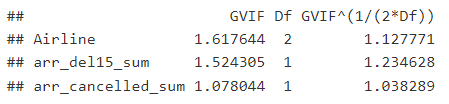 ##                     GVIF Df GVIF^(1/(2*Df))
## Airline         1.617644  2        1.127771
## arr_del15_sum   1.524305  1        1.234628
## arr_cancelled_sum 1.078044  1        1.038289